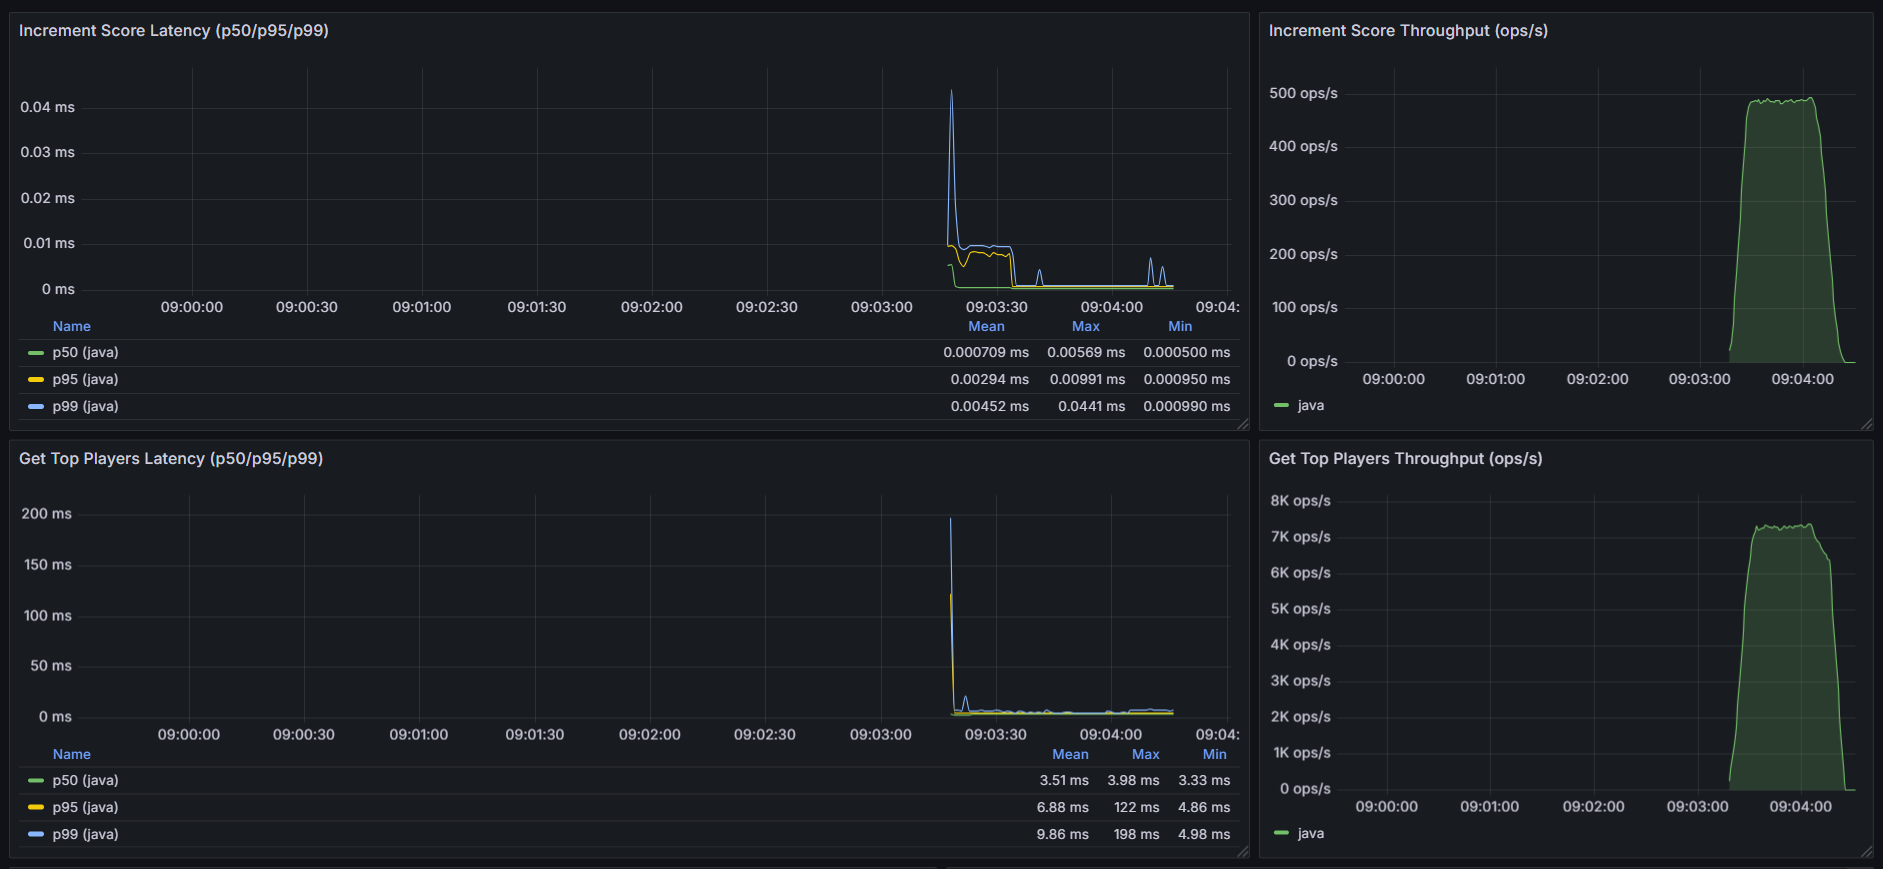 Increment Score Latency (p50/p95/p99)
0.04 ms
0.03 ms
0.02 ms
0.01 ms
0 ms
09:00:00 09:00:30 09:01:00 09:01:30 09:02:00 09:02:30 09:03:00 09:03:30 09:04:00 09:04:
Name Mean Max Min
p50 (java) 0.000709 ms 0.00569 ms 0.000500 ms
p95 (java) 0.00294 ms 0.00991 ms 0.000950 ms
p99 (java) 0.00452 ms 0.0441 ms 0.000990 ms
Increment Score Throughput (ops/s)
500 ops/s
400 ops/s
300 ops/s
200 ops/s
100 ops/s
0 ops/s
09:00:00 09:01:00 09:02:00 09:03:00 09:04:00
java
Get Top Players Latency (p50/p95/p99)
200 ms
150 ms
100 ms
50 ms
0 ms
09:00:00 09:00:30 09:01:00 09:01:30 09:02:00 09:02:30 09:03:00 09:03:30 09:04:00 09:04:
Name Mean Max Min
p50 (java) 3.51 ms 3.98 ms 3.33 ms
p95 (java) 6.88 ms 122 ms 4.86 ms
p99 (java) 9.86 ms 198 ms 4.98 ms
Get Top Players Throughput (ops/s)
8K ops/s
7K ops/s
6K ops/s
5K ops/s
4K ops/s
3K ops/s
2K ops/s
1K ops/s
0 ops/s
09:00:00 09:01:00 09:02:00 09:03:00 09:04:00
java